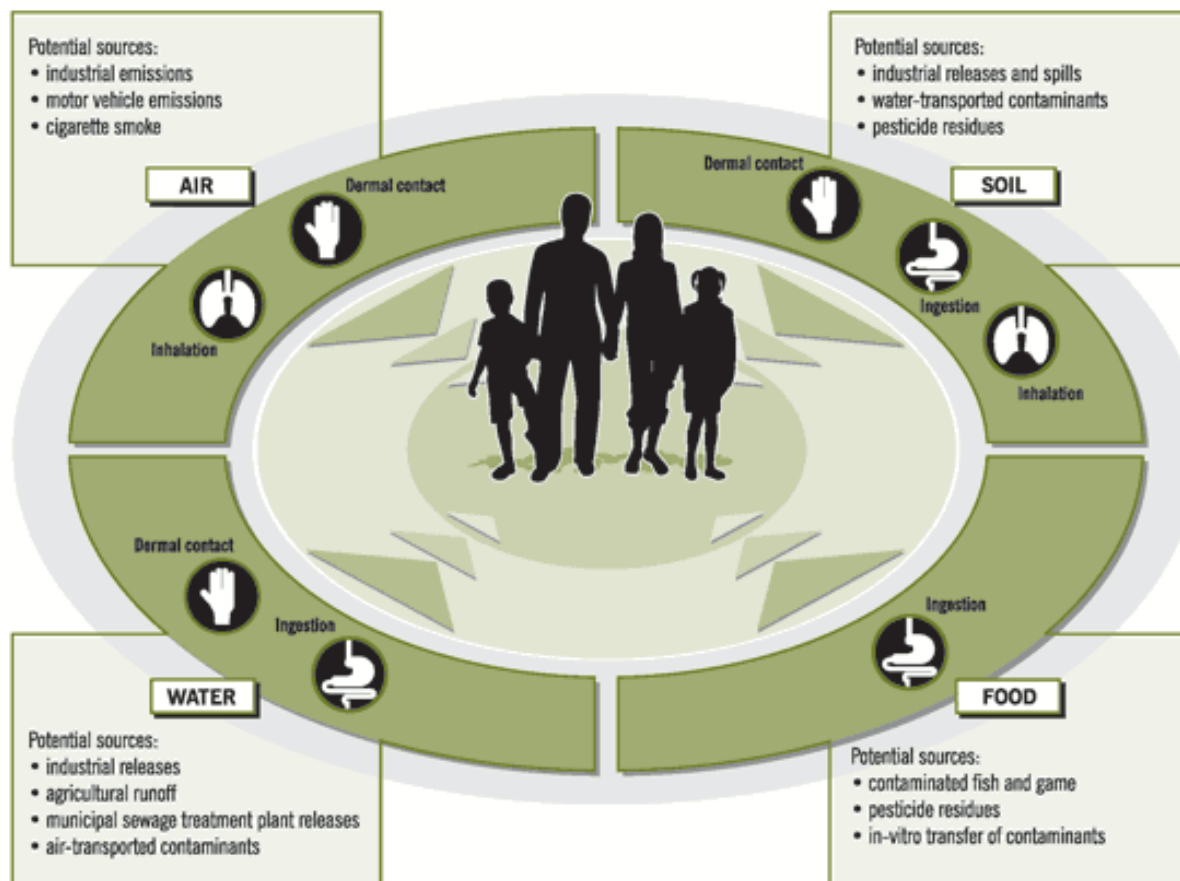 Potential sources:
• industrial emissions
• motor vehicle emissions
• cigarette smoke
AIR
Dermal contact
Inhalation
Potential sources:
• industrial releases and spills
• water-transported contaminants
• pesticide residues
SOIL
Dermal contact
Ingestion
Inhalation
Dermal contact
Ingestion
WATER
Potential sources:
• industrial releases
• agricultural runoff
• municipal sewage treatment plant releases
• air-transported contaminants
Ingestion
FOOD
Potential sources:
• contaminated fish and game
• pesticide residues
• in-vitro transfer of contaminants